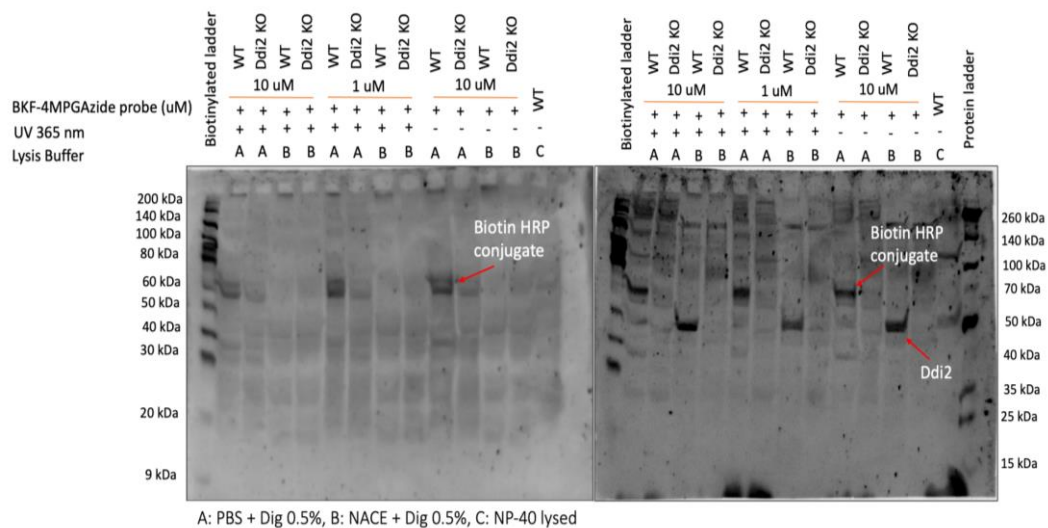 Biotinylated ladder WT Ddi2 KO WT Ddi2 KO WT Ddi2 KO WT Ddi2 KO WT Ddi2 KO WT Ddi2 KO WT
10 uM 1 uM 10 uM
BKF-4MPGAzide probe (uM) + + + + + + + + + + + + -
UV 365 nm + + + + + + + + - - - - -
Lysis Buffer A A B B A A B B A A B B C
200 kDa
140 kDa
100 kDa
80 kDa
60 kDa
50 kDa
40 kDa
30 kDa
20 kDa
9 kDa
Biotin HRP
conjugate
Biotinylated ladder WT Ddi2 KO WT Ddi2 KO WT Ddi2 KO WT Ddi2 KO WT Ddi2 KO WT Ddi2 KO WT Protein ladder
10 uM 1 uM 10 uM
+ + + + + + + + + + + + -
+ + + + + + + + - - - - -
A A B B A A B B A A B B C
Biotin HRP
conjugate
Ddi2
260 kDa
140 kDa
100 kDa
70 kDa
50 kDa
40 kDa
35 kDa
25 kDa
15 kDa
A: PBS + Dig 0.5%, B: NACE + Dig 0.5%, C: NP-40 lysed